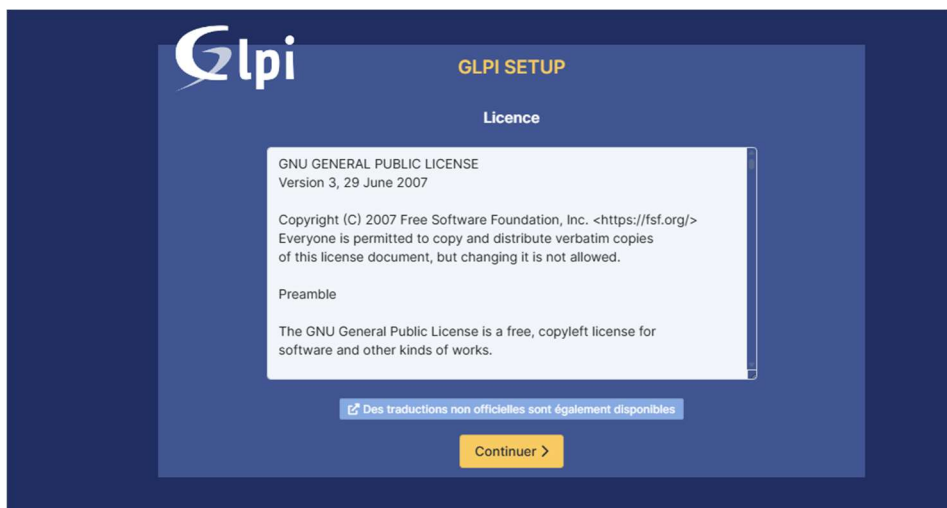 Glpi
GLPI SETUP
Licence
GNU GENERAL PUBLIC LICENSE
Version 3, 29 June 2007
Copyright (C) 2007 Free Software Foundation, Inc. <https://fsf.org/>
Everyone is permitted to copy and distribute verbatim copies
of this license document, but changing it is not allowed.
Preamble
The GNU General Public License is a free, copyleft license for
software and other kinds of works.
Des traductions non officielles sont également disponibles
Continuer >